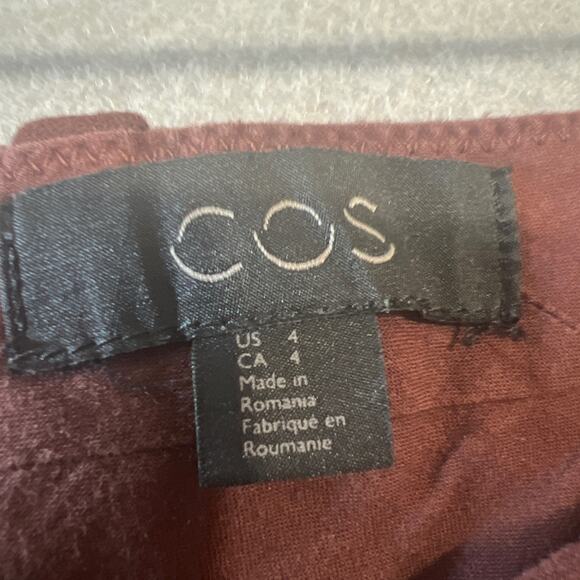 COS
US 4
CA 4
Made in
Romania
Fabriqué en
Roumanie